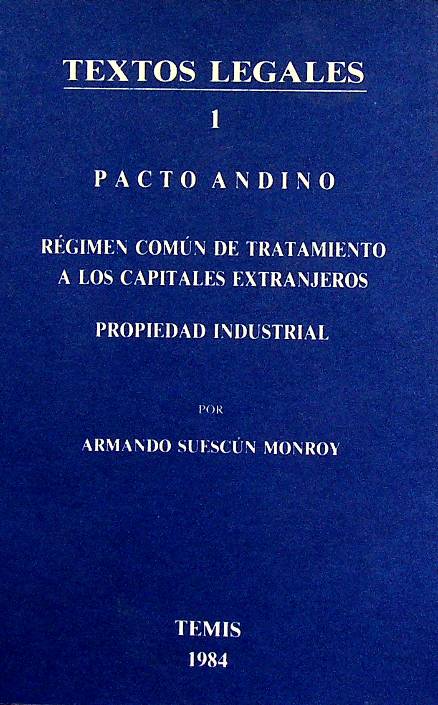 TEXTOS LEGALES
1
PACTO ANDINO
RÉGIMEN COMÚN DE TRATAMIENTO
A LOS CAPITALES EXTRANJEROS
PROPIEDAD INDUSTRIAL
POR
ARMANDO SUESCÚN MONROY
TEMIS
1984